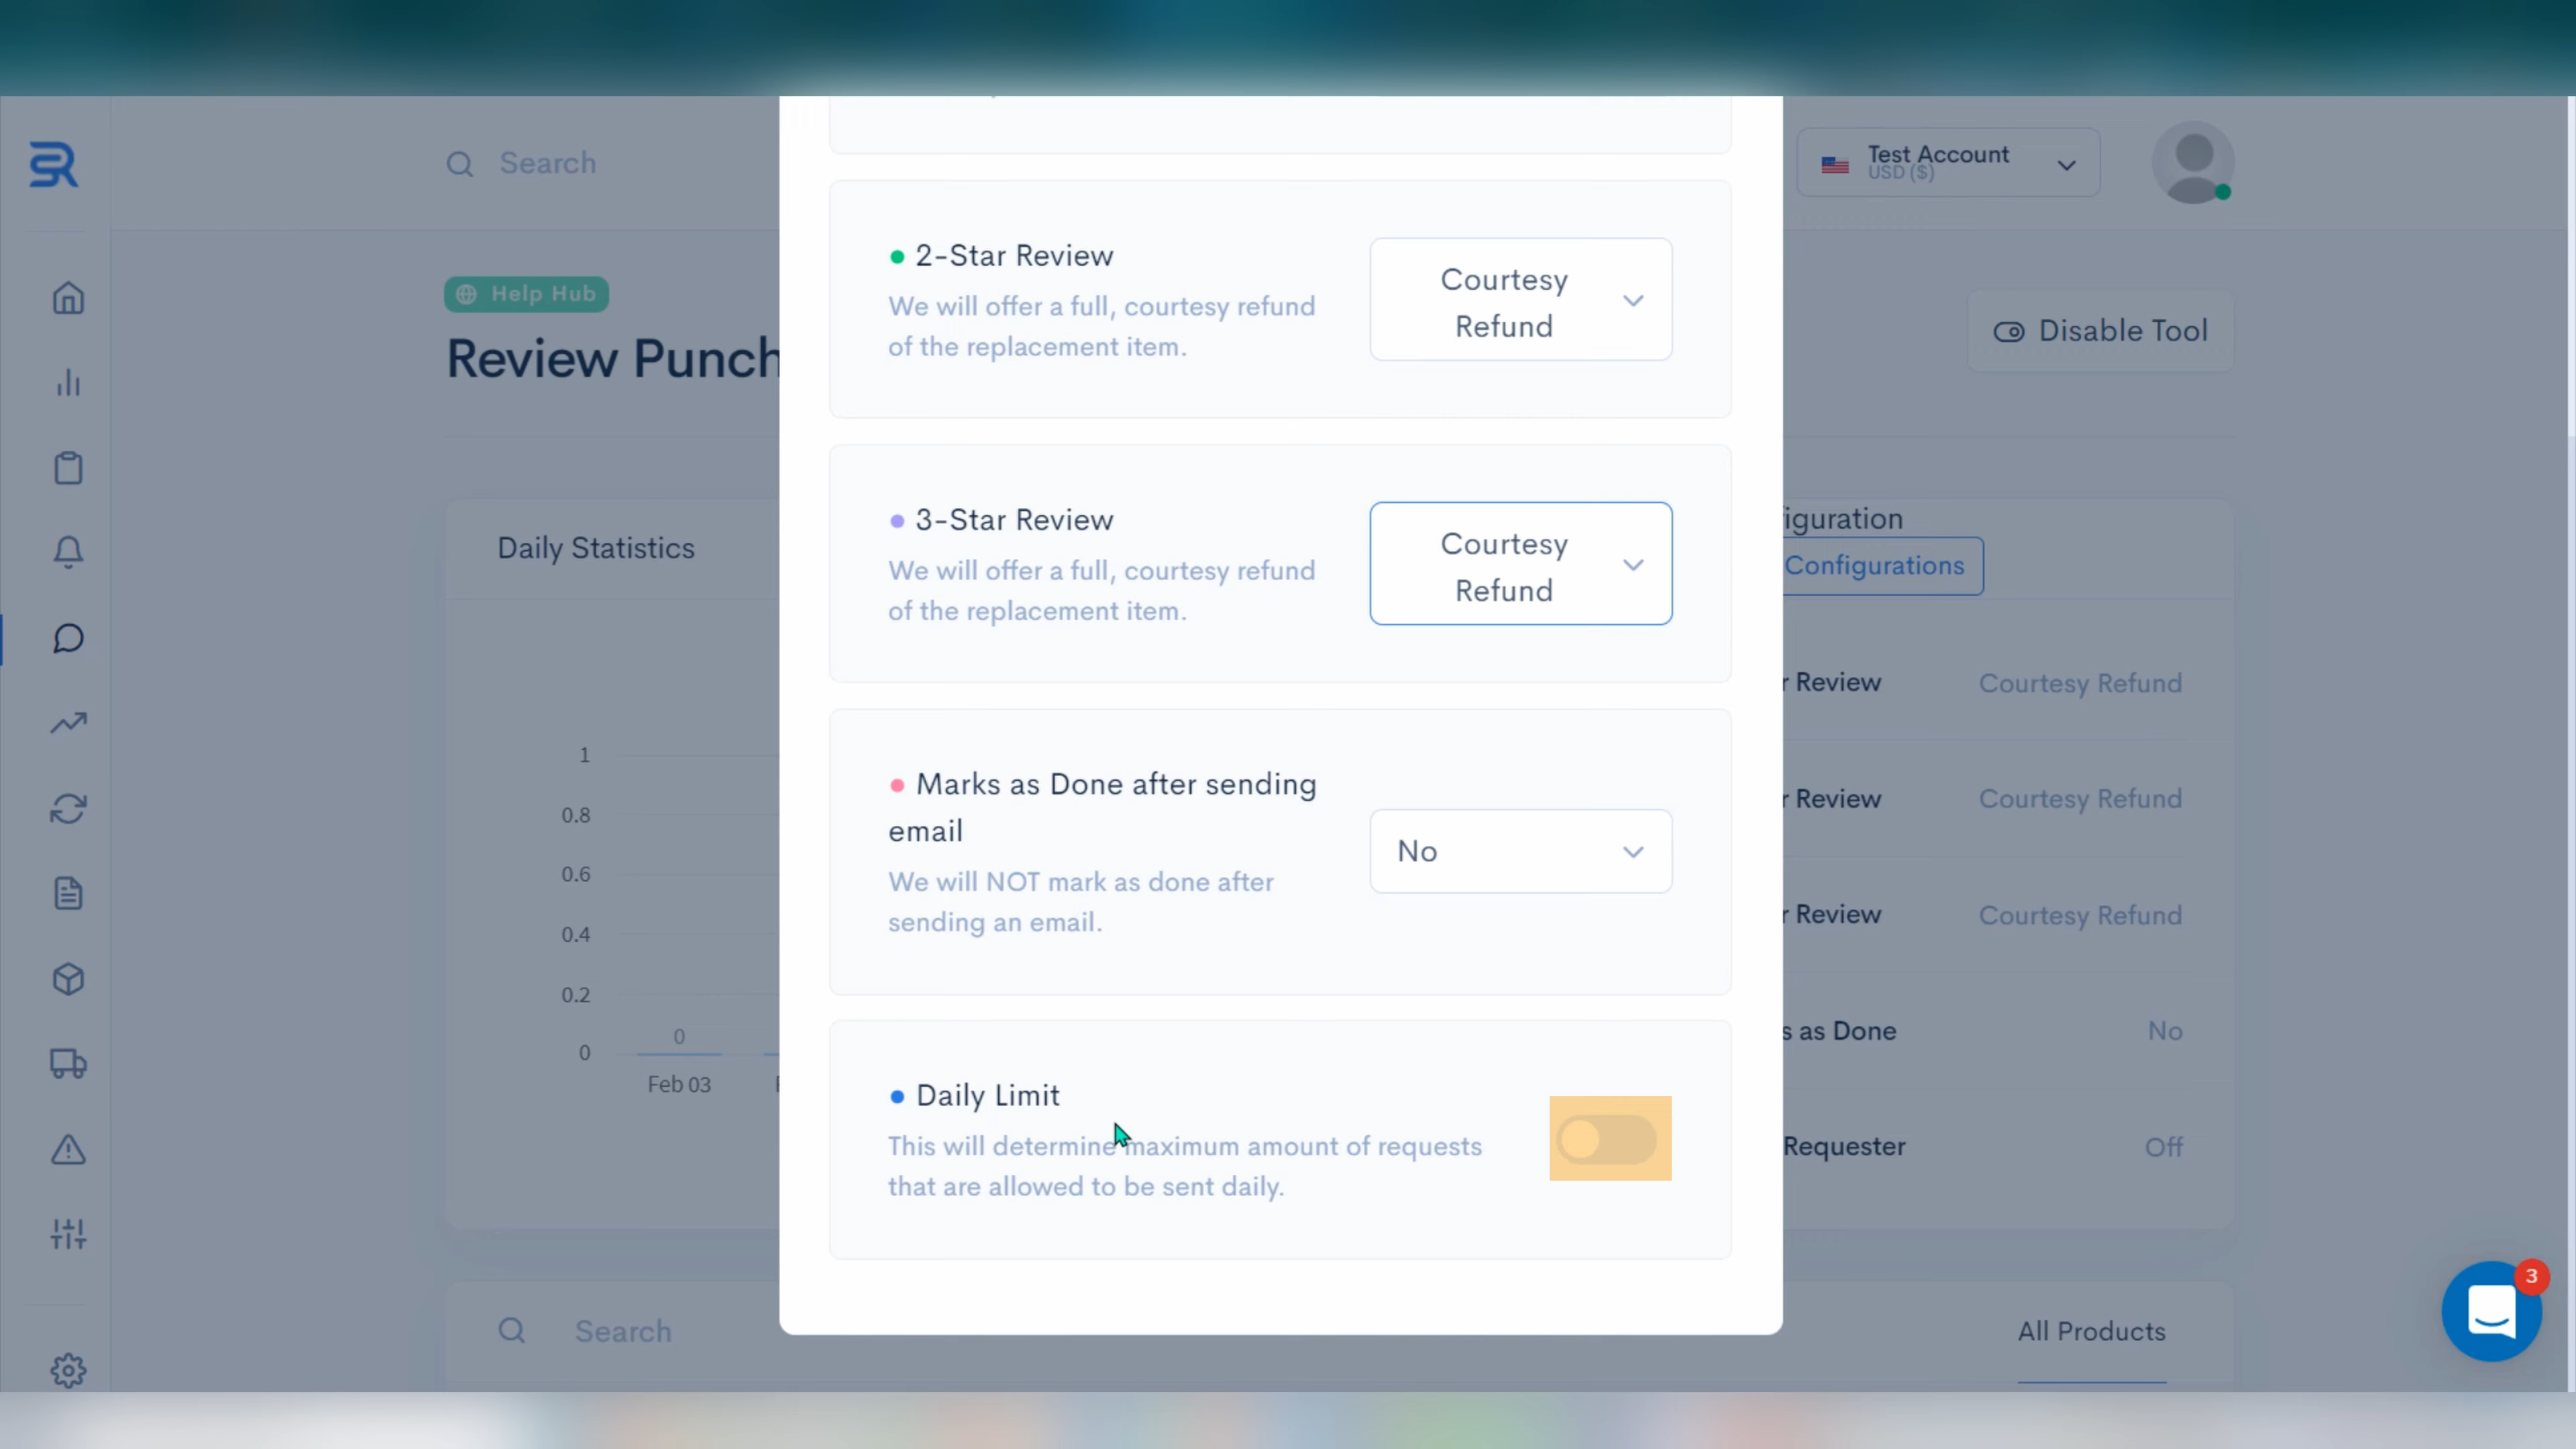 Search
Test Account
USD ($)
Help Hub
Review Punch
Disable Tool
2-Star Review
We will offer a full, courtesy refund
of the replacement item.
Courtesy
Refund
3-Star Review
We will offer a full, courtesy refund
of the replacement item.
Courtesy
Refund
Marks as Done after sending
email
We will NOT mark as done after
sending an email.
No
Daily Limit
This will determine maximum amount of requests
that are allowed to be sent daily.
Daily Statistics
1
0.8
0.6
0.4
0.2
0
0
Feb 03
iguration
Configurations
r Review Courtesy Refund
r Review Courtesy Refund
r Review Courtesy Refund
s as Done No
Requester Off
Search
All Products
3